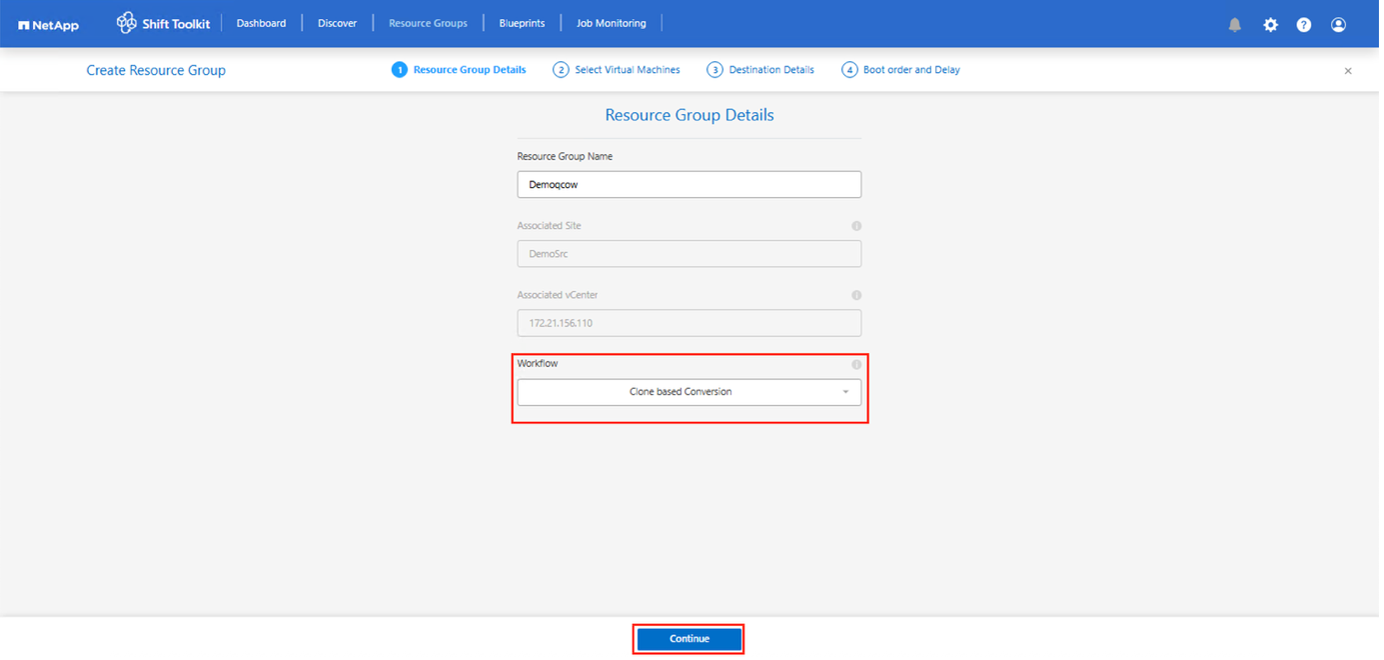 NetApp Shift Toolkit Dashboard Discover Resource Groups Blueprints Job Monitoring ?
Create Resource Group 1 Resource Group Details 2 Select Virtual Machines 3 Destination Details 4 Boot order and Delay ×
Resource Group Details
Resource Group Name
Demoqcow
Associated Site
DemoSrc
Associated vCenter
172.21.156.110
Workflow
Clone based Conversion
Continue